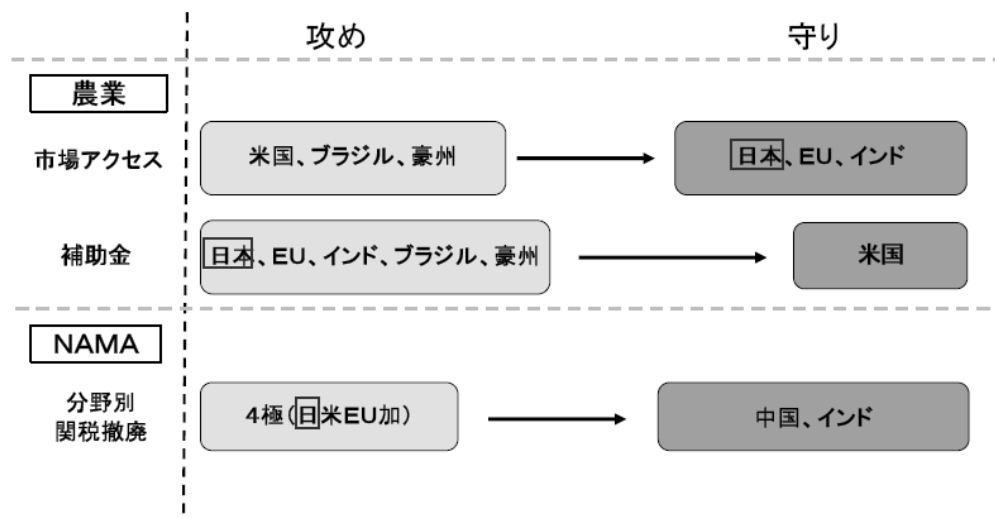 攻め 守り
農業
市場アクセス 米国、ブラジル、豪州 日本、EU、インド
補助金 日本、EU、インド、ブラジル、豪州 米国
NAMA
分野別
関税撤廃 4極(日米EU加) 中国、インド